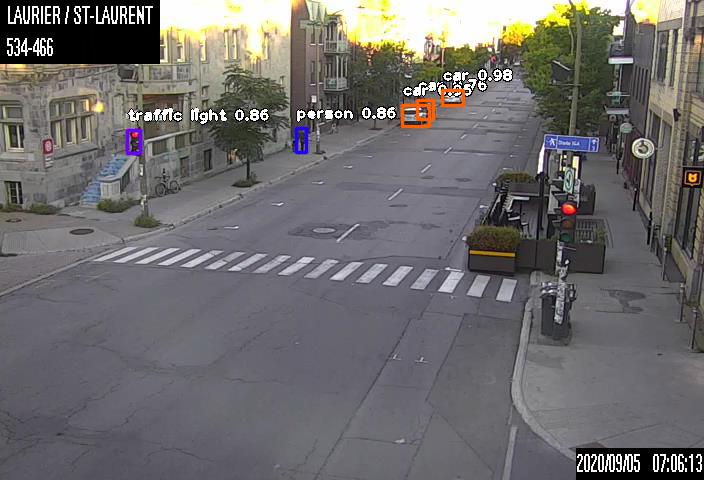 LAURIER / ST-LAURENT
534-466
car 0.98
traffic light 0.86
person 0.86
2020/09/05 07:06:13